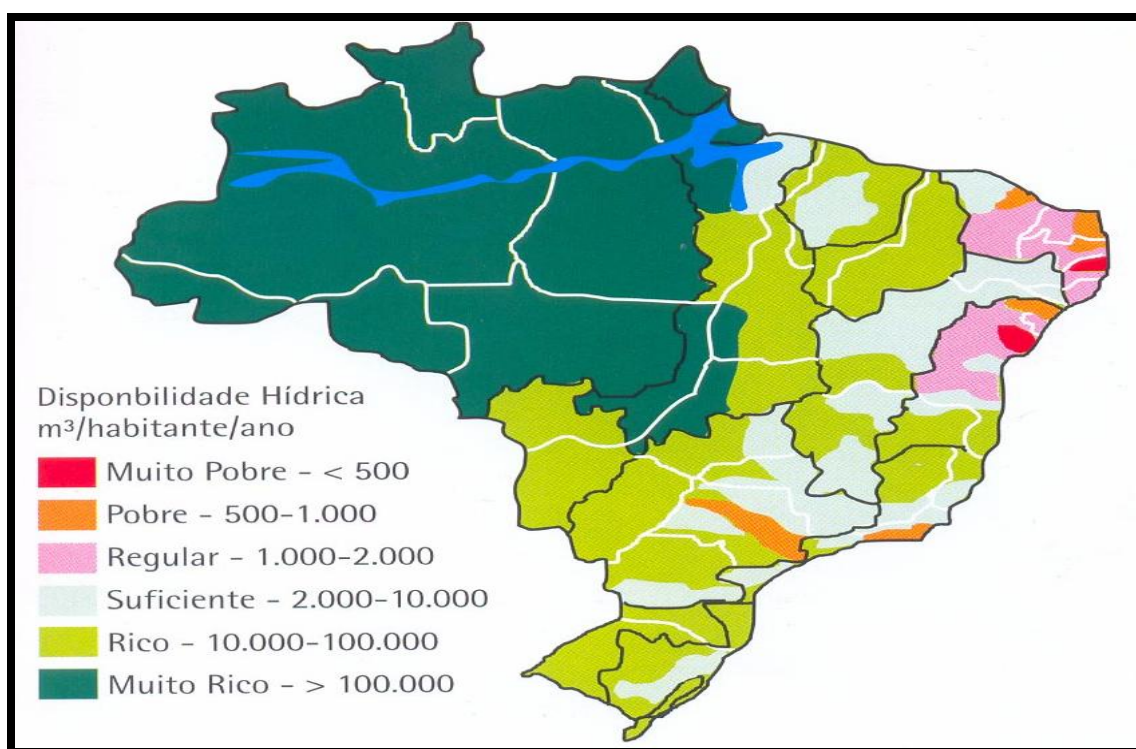 Disponbilidade Hídrica
m³/habitante/ano
Muito Pobre - < 500
Pobre - 500-1.000
Regular - 1.000-2.000
Suficiente - 2.000-10.000
Rico - 10.000-100.000
Muito Rico - > 100.000